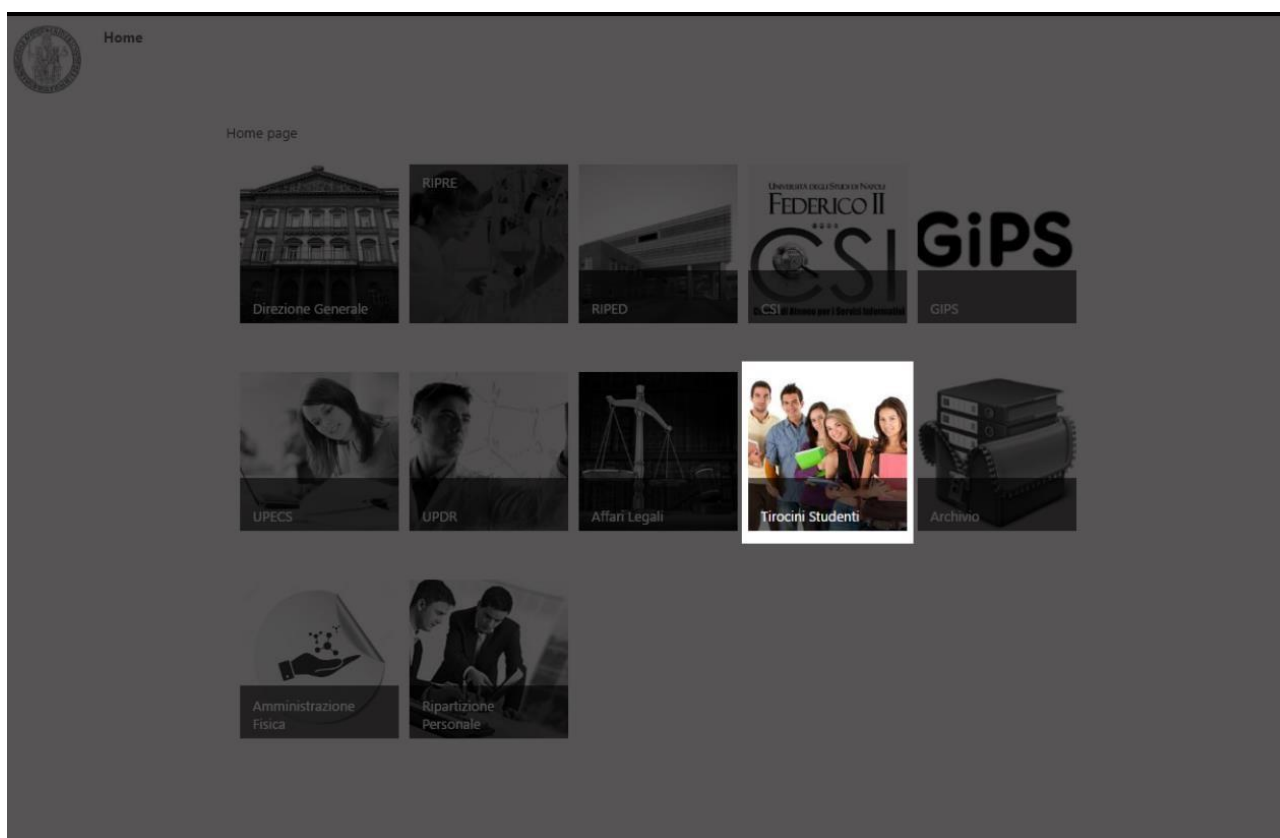 Home
Home page
Direzione Generale
RIPRE
RIPED
UNIVERSITÀ DEGLI STUDI DI NAPOLI
FEDERICO II
CSI
CSI
GiPS
GIPS
UPECS
UPDR
Affari Legali
Tirocini Studenti
Archivio
Amministrazione
Fisica
Ripartizione
Personale